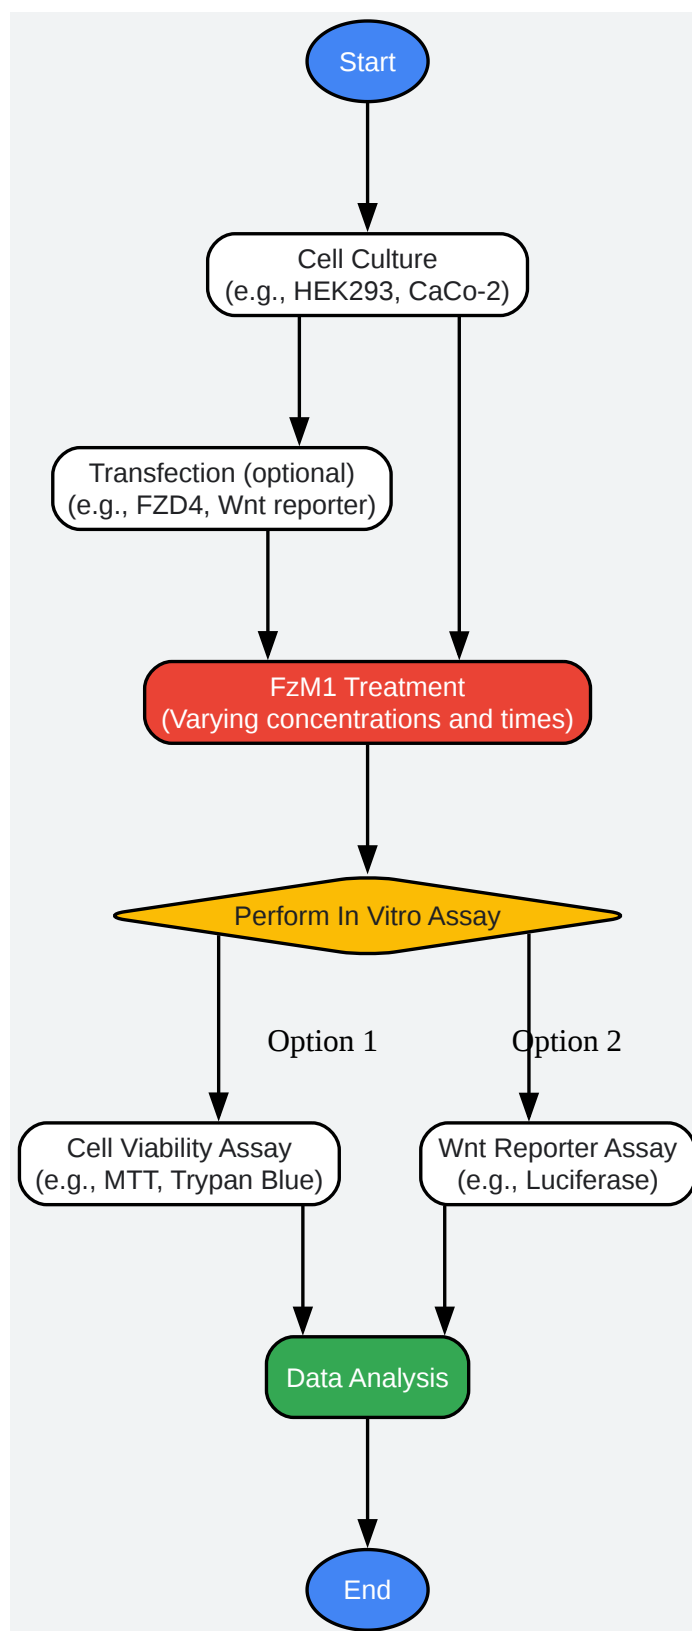 Start
Cell Culture
(e.g., HEK293, CaCo-2)
Transfection (optional)
(e.g., FZD4, Wnt reporter)
FzM1 Treatment
(Varying concentrations and times)
Perform In Vitro Assay
Option 1
Option 2
Cell Viability Assay
(e.g., MTT, Trypan Blue)
Wnt Reporter Assay
(e.g., Luciferase)
Data Analysis
End